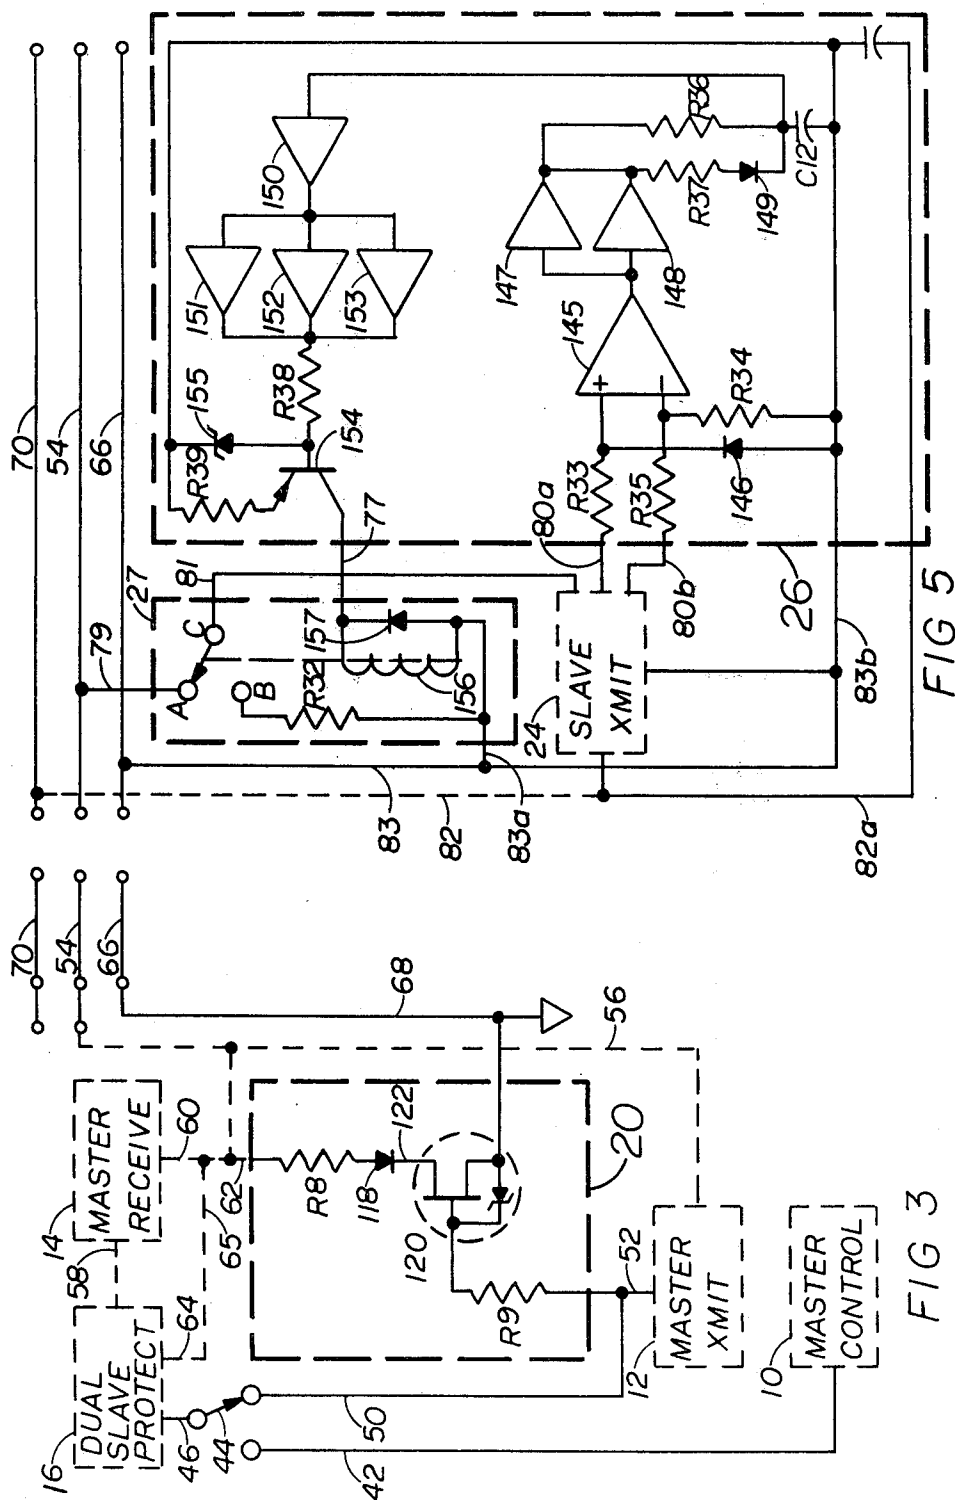 70
54
66
150
151
152
153
155
R38
R39
154
77
147
148
R36
R37
149
C12
145
R33
R34
R35
146
80a
80b
26
27
81
79
A
C
B
R32
157
156
24
SLAVE
XMIT
83
82
83a
83b
82a
FIG 5
70
54
66
68
56
14
MASTER
RECEIVE
60
58
62
65
64
16
DUAL
SLAVE
PROTECT
46
44
50
42
R8
118
122
120
R9
20
52
12
MASTER
XMIT
10
MASTER
CONTROL
FIG 3
+
−